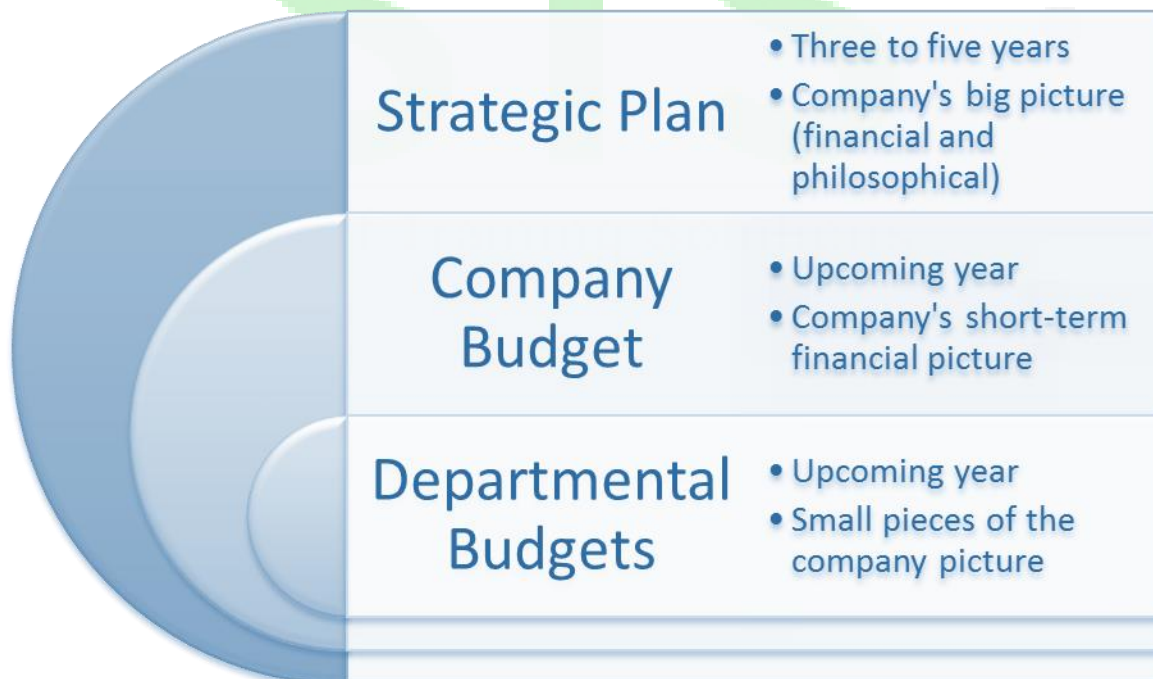 Strategic Plan
• Three to five years
• Company's big picture
(financial and
philosophical)
Company
Budget
• Upcoming year
• Company's short-term
financial picture
Departmental
Budgets
• Upcoming year
• Small pieces of the
company picture